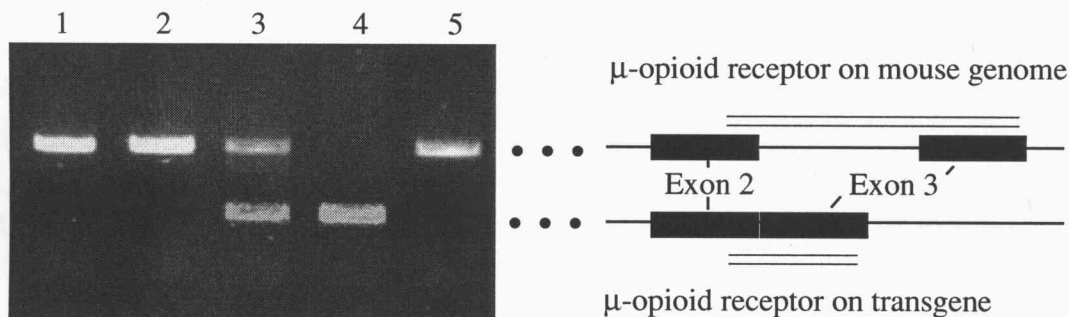 1 2 3 4 5
μ-opioid receptor on mouse genome
Exon 2 Exon 3
μ-opioid receptor on transgene